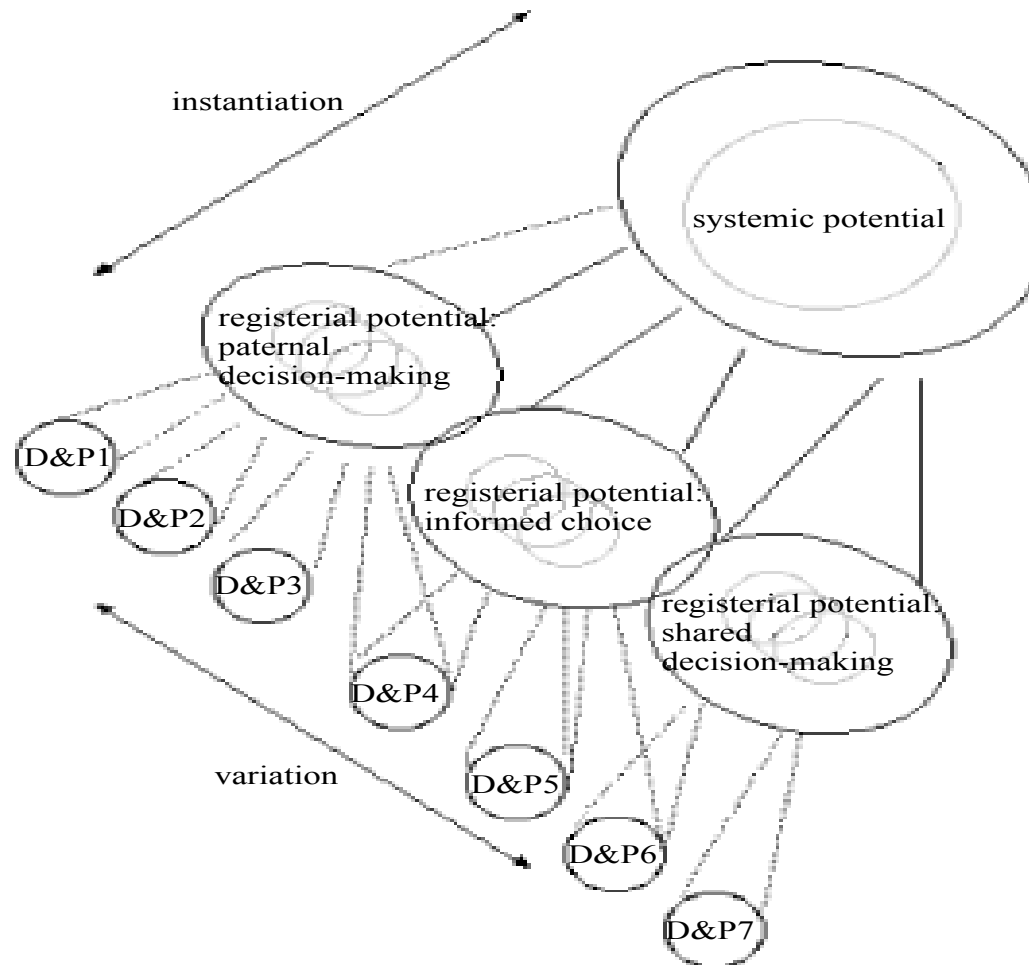 instantiation
systemic potential
registerial potential:
paternal
decision-making
D&P1
registerial potential:
informed choice
D&P2
D&P3
registerial potential:
shared
decision-making
D&P4
variation
D&P5
D&P6
D&P7